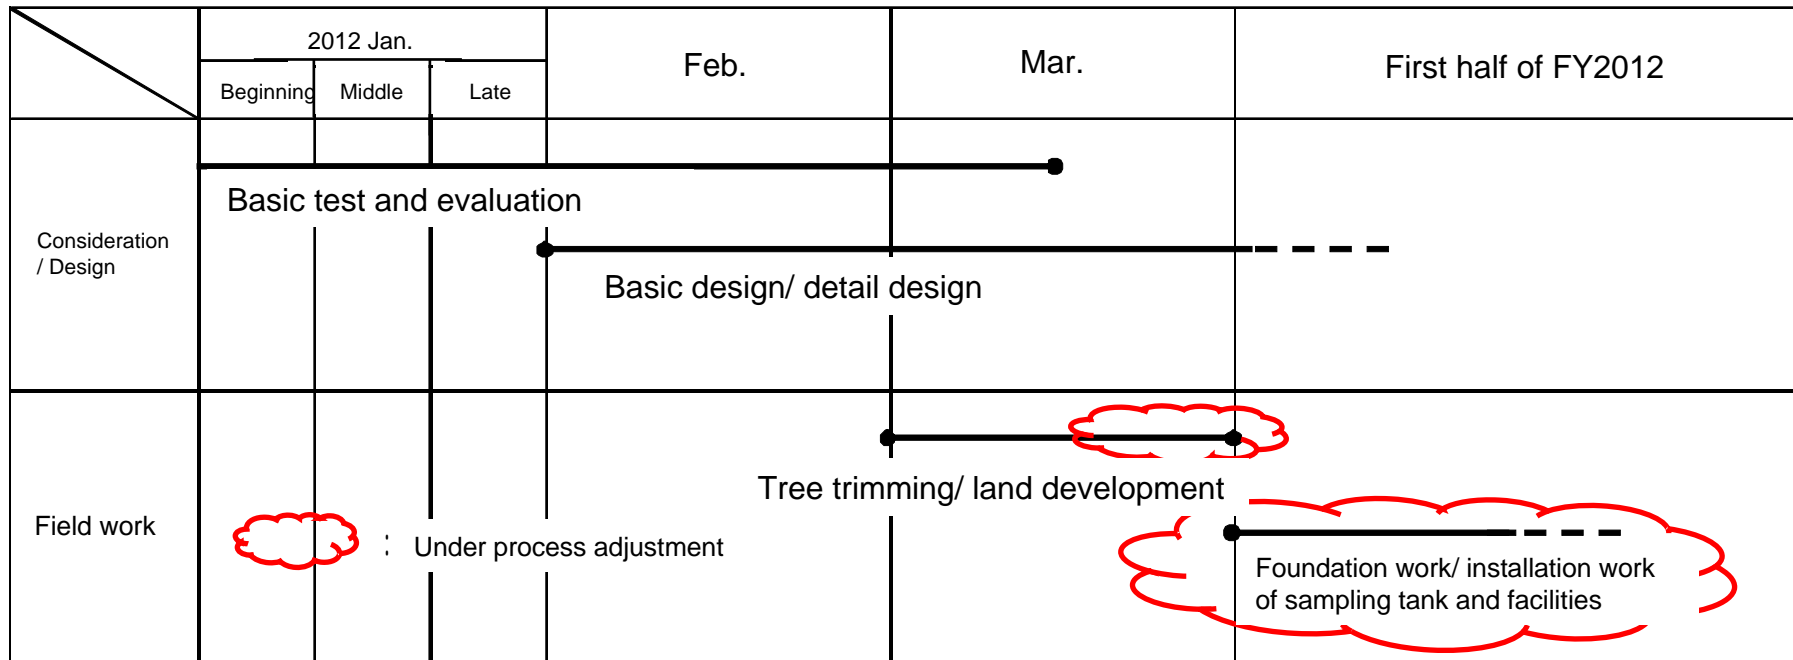 2012 Jan.
Feb.
Mar.
First half of FY2012
Beginning
Middle
Late
Consideration
/ Design
Basic test and evaluation
Basic design/ detail design
Field work
Tree trimming/ land development
: Under process adjustment
Foundation work/ installation work
of sampling tank and facilities